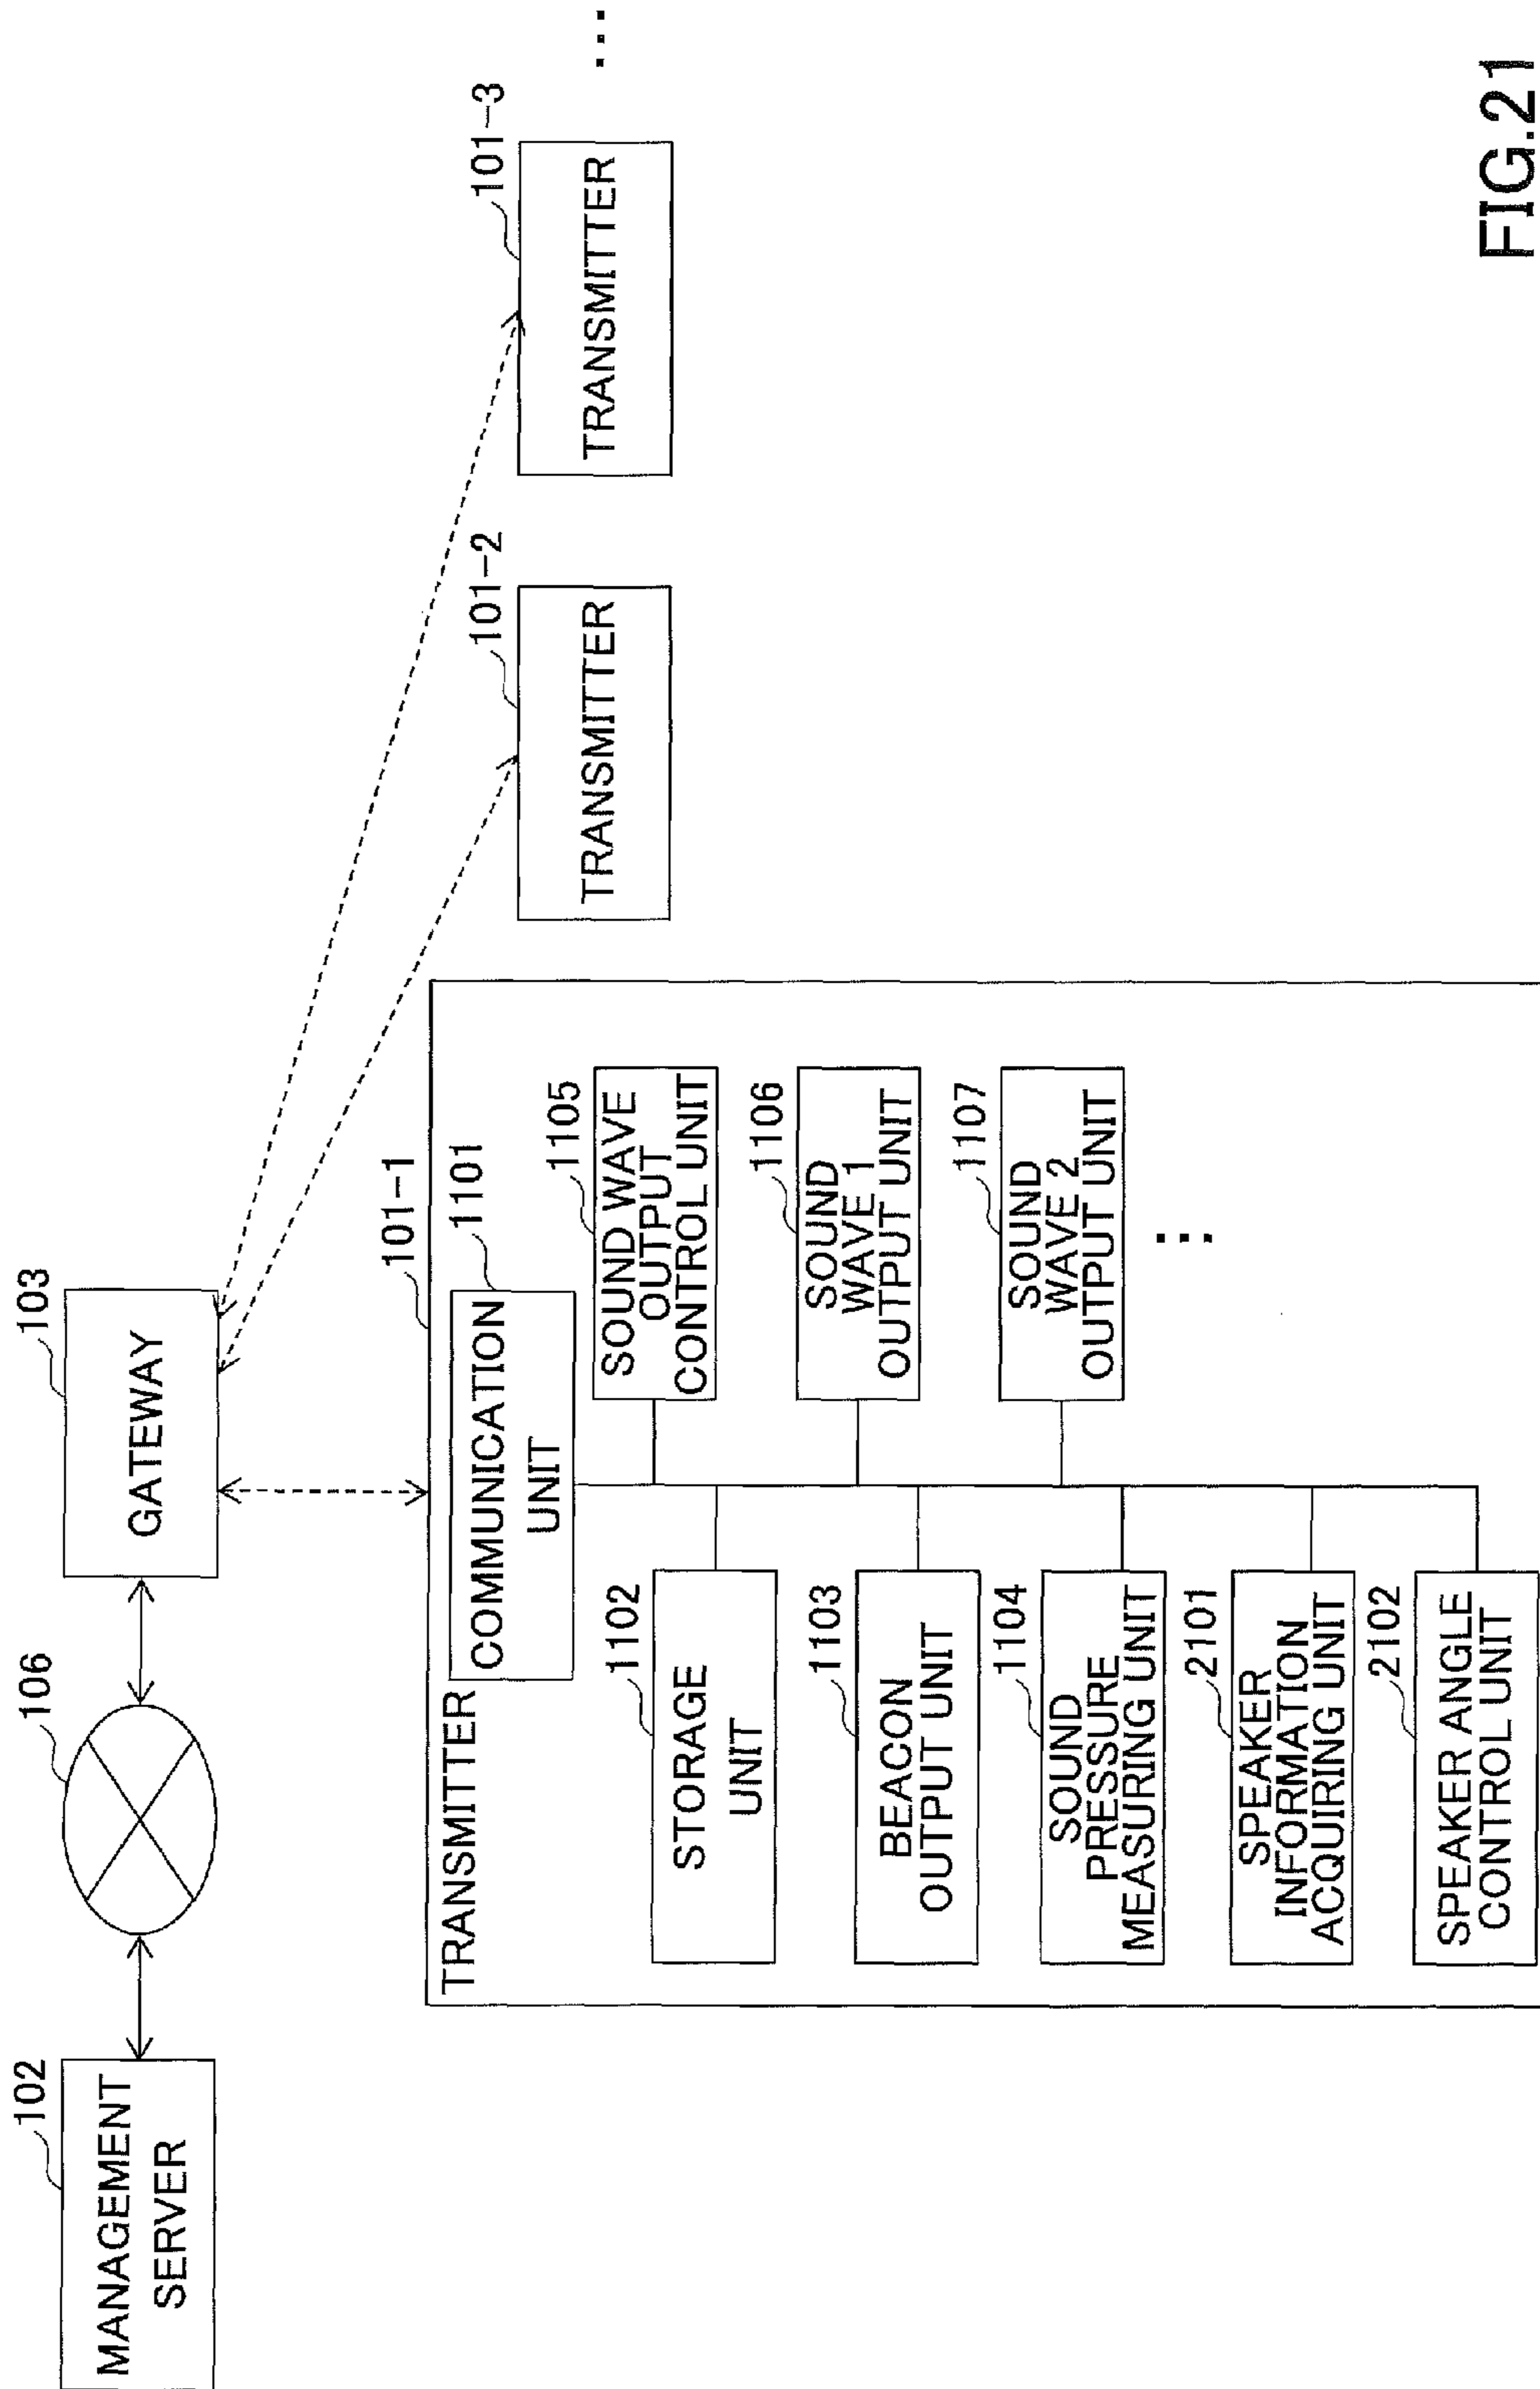 102
MANAGEMENT
SERVER
106
103
GATEWAY
101-1
TRANSMITTER
1101
COMMUNICATION
UNIT
1102
STORAGE
UNIT
1103
BEACON
OUTPUT UNIT
1104
SOUND
PRESSURE
MEASURING UNIT
2101
SPEAKER
INFORMATION
ACQUIRING UNIT
2102
SPEAKER ANGLE
CONTROL UNIT
1105
SOUND WAVE
OUTPUT
CONTROL UNIT
1106
SOUND
WAVE 1
OUTPUT UNIT
1107
SOUND
WAVE 2
OUTPUT UNIT
...
101-2
TRANSMITTER
101-3
TRANSMITTER
...
FIG.21